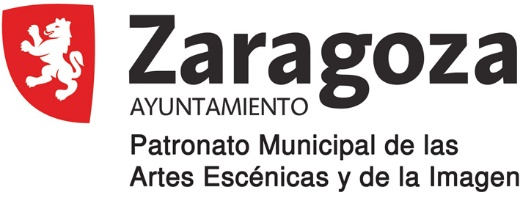 Zaragoza
AYUNTAMIENTO
Patronato Municipal de las
Artes Escénicas y de la Imagen